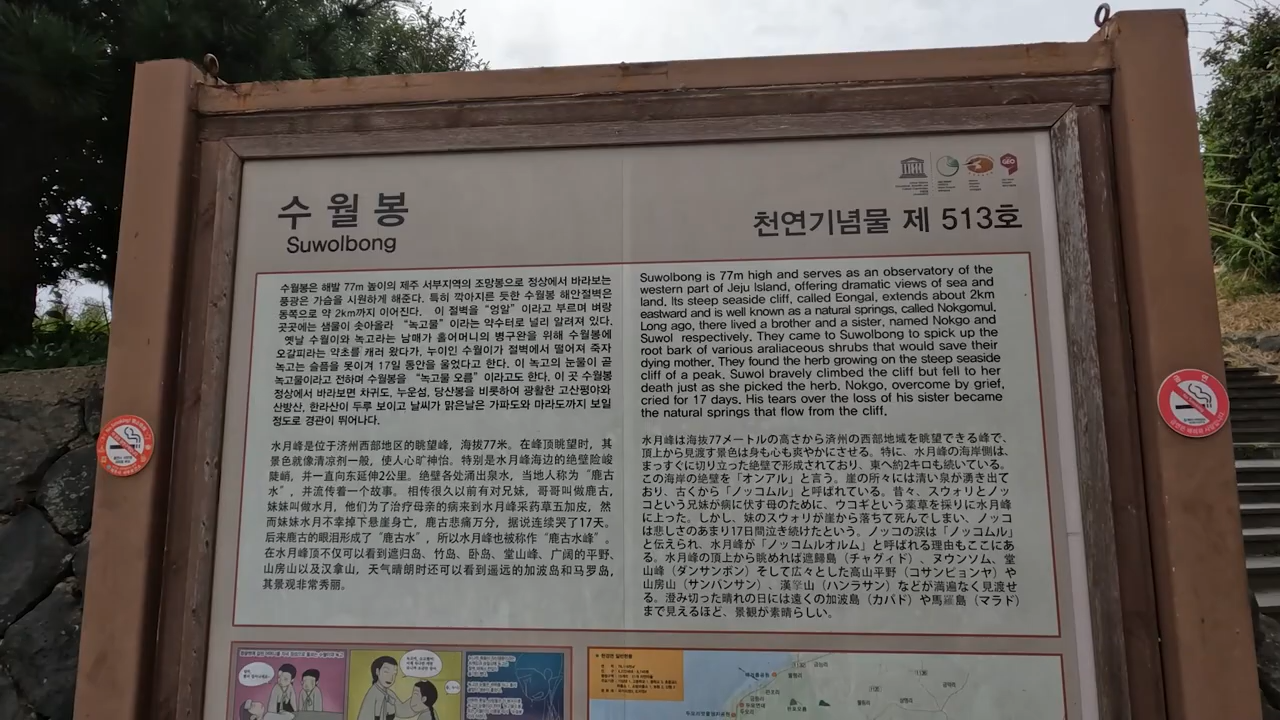 수월봉
Suwolbong
천연기념물 제 513호
수월봉은 해발 77m 높이의 제주 서부지역의 조망봉으로 정상에서 바라보는
풍광은 가슴을 시원하게 해준다. 특히 깍아지른 듯한 수월봉 해안절벽은
동쪽으로 약 2km까지 이어진다. 이 절벽을 "엉알" 이라고 부르며 벼랑
곳곳에는 샘물이 솟아올라 "녹고물" 이라는 약수터로 널리 알려져 있다.
옛날 수월이와 녹고라는 남매가 홀어머니의 병구완을 위해 수월봉에
오갈피라는 약초를 캐러 왔다가, 누이인 수월이가 절벽에서 떨어져 죽자
녹고는 슬픔을 못이겨 17일 동안을 울었다고 한다. 이 녹고의 눈물이 곧
녹고물이라고 전하며 수월봉을 "녹고물 오름" 이라고도 한다. 이 곳 수월봉
정상에서 바라보면 차귀도, 누운섬, 당산봉을 비롯하여 광활한 고산평야와
산방산, 한라산이 두루 보이고 날씨가 맑은날은 가파도와 마라도까지 보일
정도로 경관이 뛰어나다.
Suwolbong is 77m high and serves as an observatory of the
western part of Jeju Island, offering dramatic views of sea and
land. Its steep seaside cliff, called Eongal, extends about 2km
eastward and is well known as a natural springs, called Nokgomul.
Long ago, there lived a brother and a sister, named Nokgo and
Suwol respectively. They came to Suwolbong to spick up the
root bark of various araliaceous shrubs that would save their
dying mother. They found the herb growing on the steep seaside
cliff of a peak. Suwol bravely climbed the cliff but fell to her
death just as she picked the herb. Nokgo, overcome by grief,
cried for 17 days. His tears over the loss of his sister became
the natural springs that flow from the cliff.
水月峰是位于济州西部地区的眺望峰，海拔77米。在峰顶眺望时，其
景色就像清凉剂一般，使人心旷神怡。特别是水月峰海边的绝壁险峻
陡峭，并一直向东延伸2公里。绝壁各处涌出泉水，当地人称为"鹿古
水"，并流传着一个故事。 相传很久以前有对兄妹，哥哥叫做鹿古，
妹妹叫做水月，他们为了治疗母亲的病来到水月峰采药草五加皮，然
而妹妹水月不幸掉下悬崖身亡，鹿古悲痛万分，据说连续哭了17天。
后来鹿古的眼泪形成了"鹿古水"，所以水月峰也被称作"鹿古水峰"。
在水月峰顶不仅可以看到遮归岛、竹岛、卧岛、堂山峰、广阔的平野、
山房山以及汉拿山，天气晴朗时还可以看到遥远的加波岛和马罗岛，
其景观非常秀丽。
水月峰は海抜77メートルの高さから済州の西部地域を眺望できる峰で、
頂上から見渡す景色は身も心も爽やかにさせる。特に、水月峰の海岸側は、
まっすぐに切り立った絶壁で形成されており、東へ約2キロも続いている。
この海岸の絶壁を「オンアル」と言う。崖の所々には清い泉が湧き出て
おり、古くから「ノッコムル」と呼ばれている。昔々、スウォリとノッ
コという兄妹が病に伏す母のために、ウコギという薬草を採りに水月峰
に上った。しかし、妹のスウォリが崖から落ちて死んでしまい、ノッコ
は悲しさのあまり17日間泣き続けたという。ノッコの涙は「ノッコムル」
と伝えられ、水月峰が「ノッコムルオルム」と呼ばれる理由もここにあ
る。水月峰の頂上から眺めれば遮帰島（チャグィド）、ヌウンソム、堂
山峰（ダンサンボン）そして広々とした高山平野（コサンピョンヤ）や
山房山（サンバンサン）、漢挐山（ハンラサン）などが満遍なく見渡せ
る。澄み切った晴れの日には遠くの加波島（カパド）や馬羅島（マラド）
まで見えるほど、景観が素晴らしい。